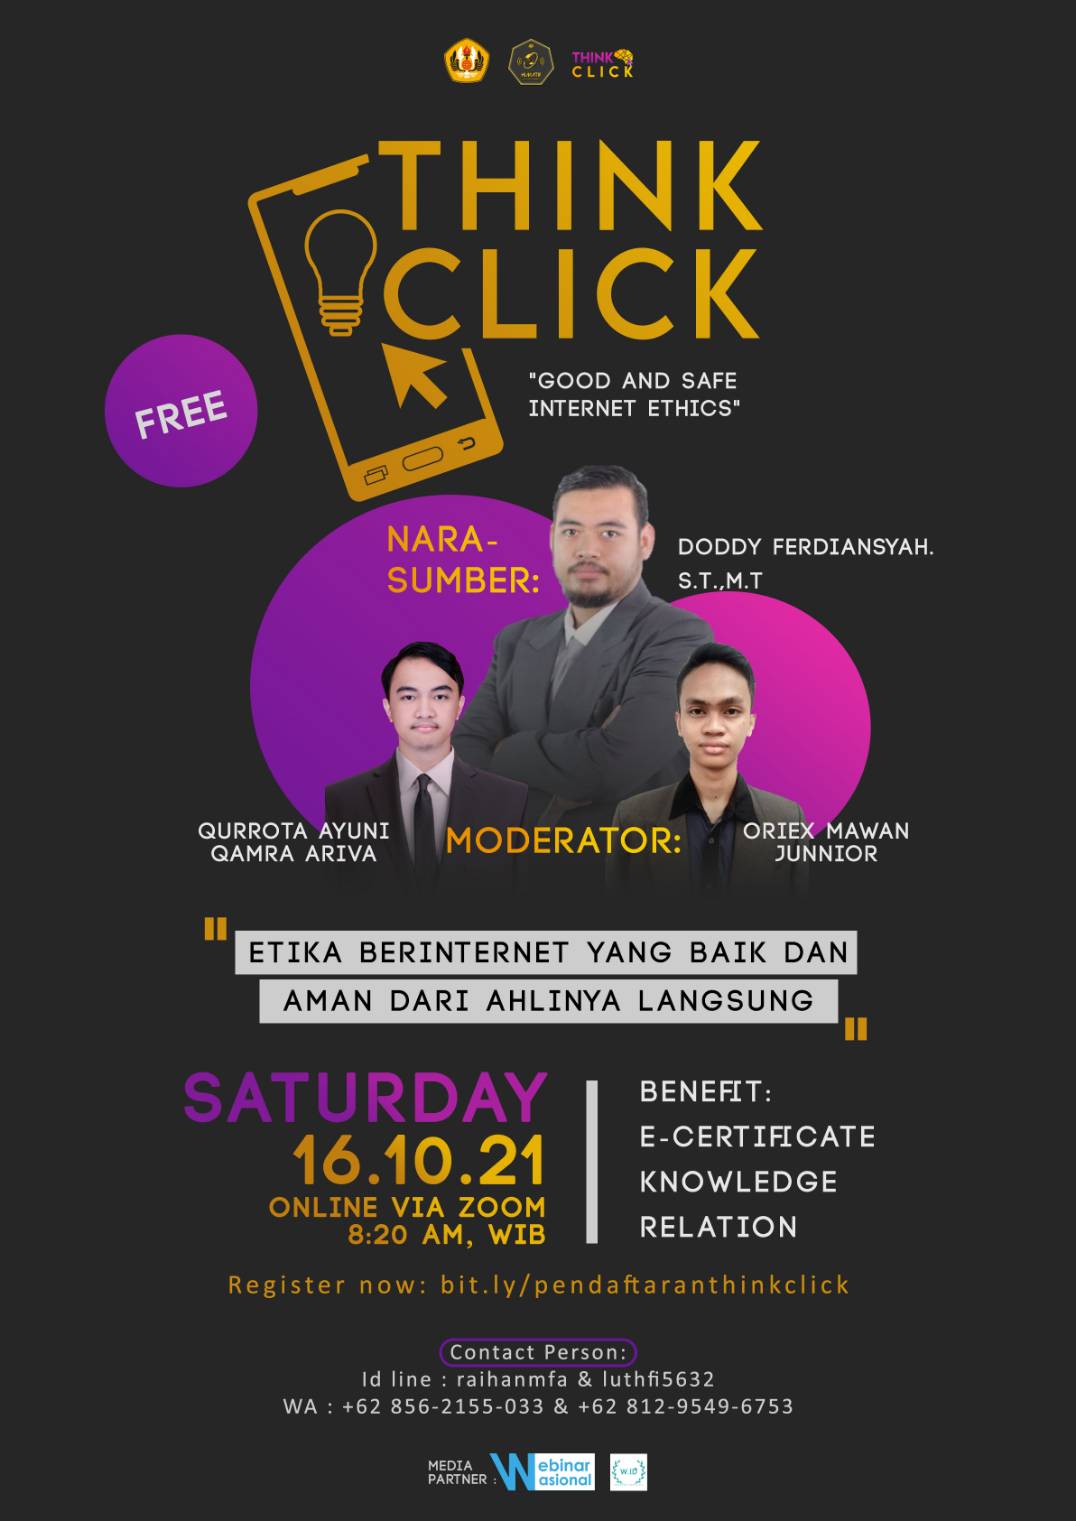 THINK
CLICK
THINK
CLICK
"GOOD AND SAFE
INTERNET ETHICS"
FREE
NARA-
SUMBER:
DODDY FERDIANSYAH.
S.T.,M.T
QURROTA AYUNI
QAMRA ARIVA
MODERATOR:
ORIEX MAWAN
JUNNIOR
"ETIKA BERINTERNET YANG BAIK DAN
AMAN DARI AHLINYA LANGSUNG"
SATURDAY
16.10.21
ONLINE VIA ZOOM
8:20 AM, WIB
BENEFIT:
E-CERTIFICATE
KNOWLEDGE
RELATION
Register now: bit.ly/pendaftaranthinkclick
Contact Person:
Id line : raihanmfa & luthfi5632
WA : +62 856-2155-033 & +62 812-9549-6753
MEDIA
PARTNER :
Webinar
Nasional
W.ID